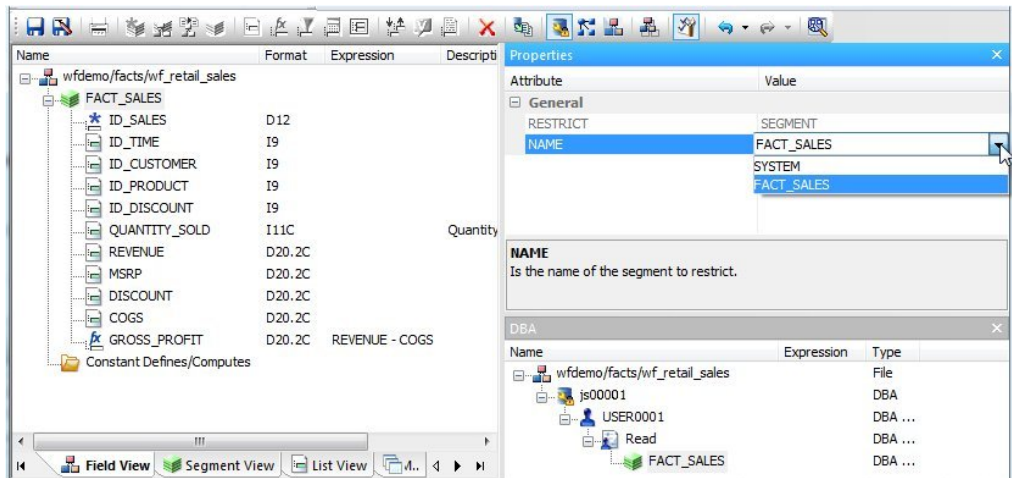 Name Format Expression Descripti
wfdemo/facts/wf_retail_sales
FACT_SALES
ID_SALES D12
ID_TIME I9
ID_CUSTOMER I9
ID_PRODUCT I9
ID_DISCOUNT I9
QUANTITY_SOLD I11C Quantity
REVENUE D20.2C
MSRP D20.2C
DISCOUNT D20.2C
COGS D20.2C
GROSS_PROFIT D20.2C REVENUE - COGS
Constant Defines/Computes
Field View Segment View List View
Properties
Attribute Value
General
RESTRICT SEGMENT
NAME FACT_SALES
SYSTEM
FACT_SALES
NAME
Is the name of the segment to restrict.
DBA
Name Expression Type
wfdemo/facts/wf_retail_sales File
js00001 DBA
USER0001 DBA ...
Read DBA ...
FACT_SALES DBA ...